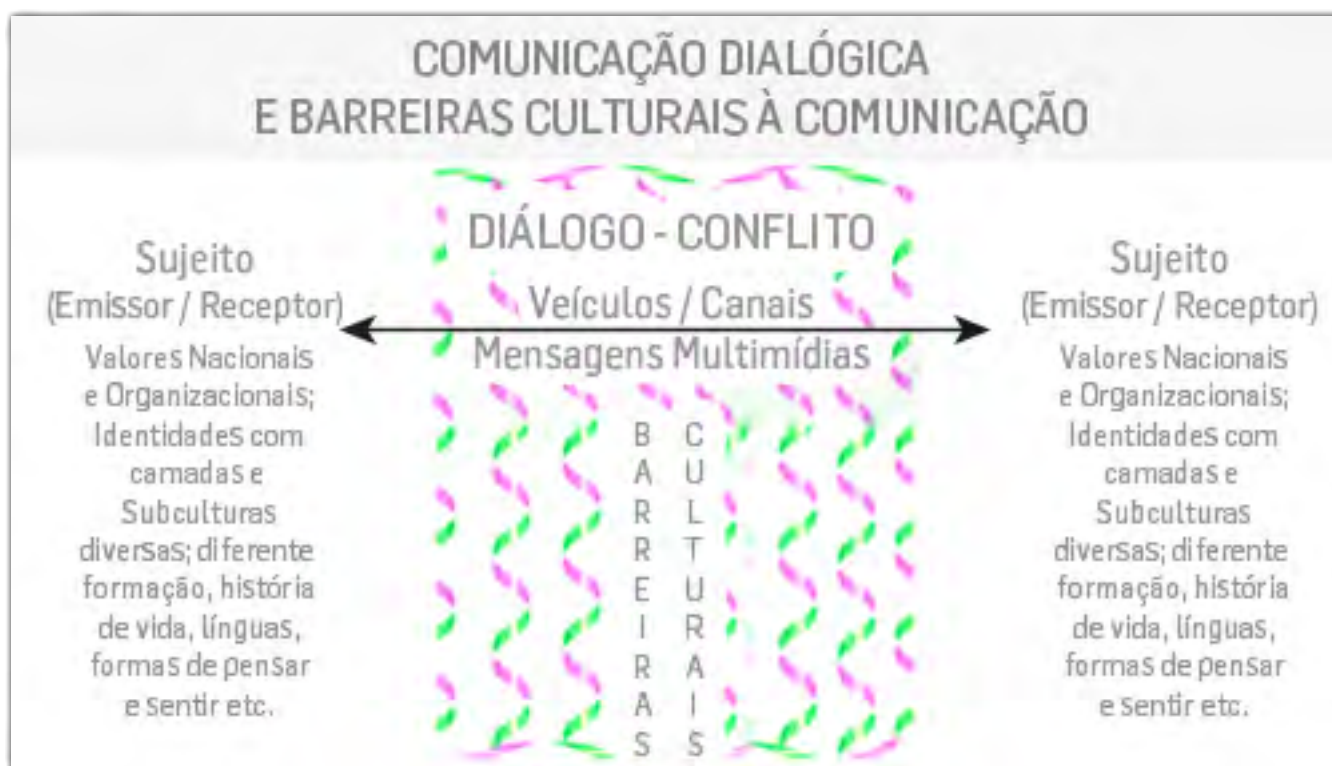 COMUNICAÇÃO DIALÓGICA
E BARREIRAS CULTURAIS À COMUNICAÇÃO
Sujeito
(Emissor / Receptor)
Valores Nacionais
e Organizacionais;
Identidades com
camadas e
Subculturas
diversas; diferente
formação, história
de vida, línguas,
formas de pensar
e sentir etc.
DIÁLOGO - CONFLITO
Veículos / Canais
Mensagens Multimídias
BARREIRAS
CULTURAIS
Sujeito
(Emissor / Receptor)
Valores Nacionais
e Organizacionais;
Identidades com
camadas e
Subculturas
diversas; diferente
formação, história
de vida, línguas,
formas de pensar
e sentir etc.